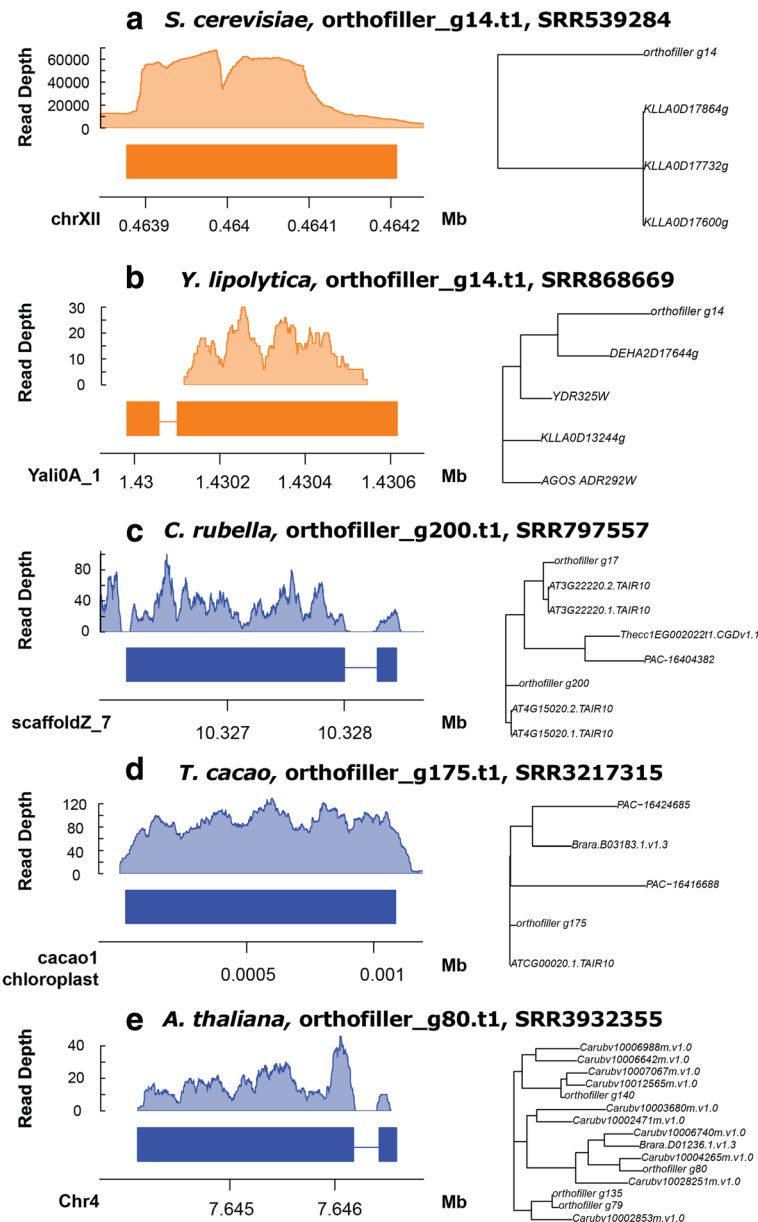 a S. cerevisiae, orthofiller_g14.t1, SRR539284
Read Depth
60000
40000
20000
0
chrXII
0.4639 0.464 0.4641 0.4642
Mb
orthofiller g14
KLLA0D17864g
KLLA0D17732g
KLLA0D17600g
b Y. lipolytica, orthofiller_g14.t1, SRR868669
Read Depth
30
20
10
0
Yali0A_1
1.43 1.4302 1.4304 1.4306
Mb
orthofiller g14
DEHA2D17644g
YDR325W
KLLA0D13244g
AGOS ADR292W
c C. rubella, orthofiller_g200.t1, SRR797557
Read Depth
80
40
0
scaffoldZ_7
10.327 10.328
Mb
orthofiller g17
AT3G22220.2.TAIR10
AT3G22220.1.TAIR10
Thecc1EG002022t1.CGDv1.1
PAC-16404382
orthofiller g200
AT4G15020.2.TAIR10
AT4G15020.1.TAIR10
d T. cacao, orthofiller_g175.t1, SRR3217315
Read Depth
120
80
40
0
cacao1
chloroplast
0.0005 0.001
Mb
PAC−16424685
Brara.B03183.1.v1.3
PAC−16416688
orthofiller g175
ATCG00020.1.TAIR10
e A. thaliana, orthofiller_g80.t1, SRR3932355
Read Depth
40
20
0
Chr4
7.645 7.646
Mb
Carubv10006988m.v1.0
Carubv10006642m.v1.0
Carubv10007067m.v1.0
Carubv10012565m.v1.0
orthofiller g140
Carubv10003680m.v1.0
Carubv10002471m.v1.0
Carubv10006740m.v1.0
Brara.D01236.1.v1.3
Carubv10004265m.v1.0
orthofiller g80
Carubv10028251m.v1.0
orthofiller g135
orthofiller g79
Carubv10002853m.v1.0